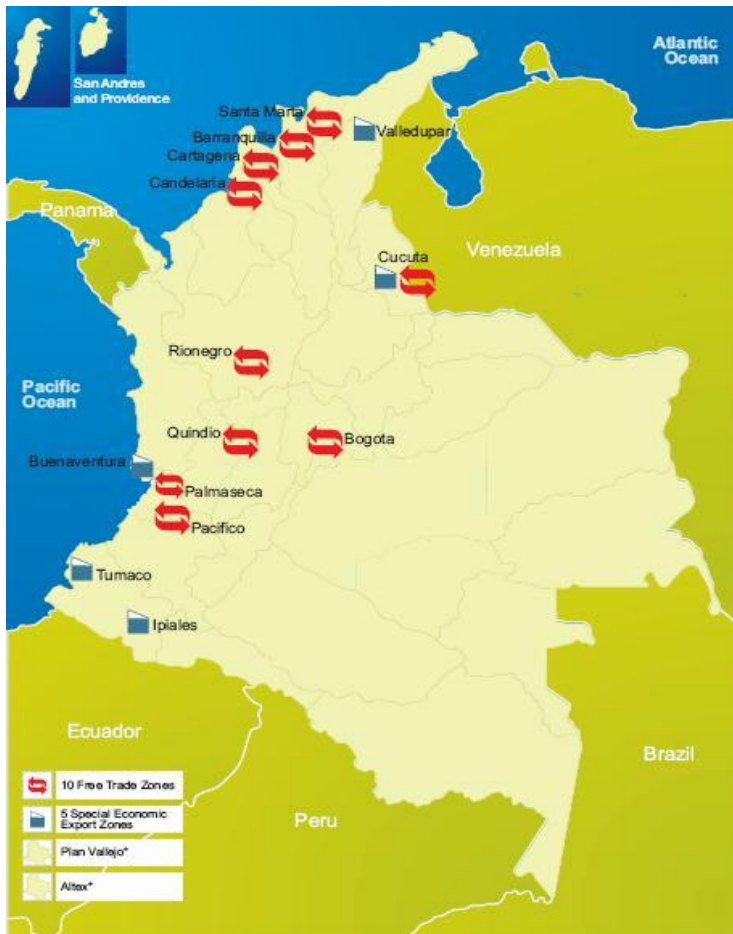 San Andres
and Providence
Atlantic
Ocean
Santa Marta
Barranquilla
Valledupar
Cartagena
Candelaria
Panama
Venezuela
Cucuta
Rionegro
Pacific
Ocean
Quindio
Bogota
Buenaventura
Palmaseca
Pacifico
Tumaco
Ipiales
Ecuador
Brazil
Peru
10 Free Trade Zones
5 Special Economic
Export Zones
Plan Vallejo*
Altex*